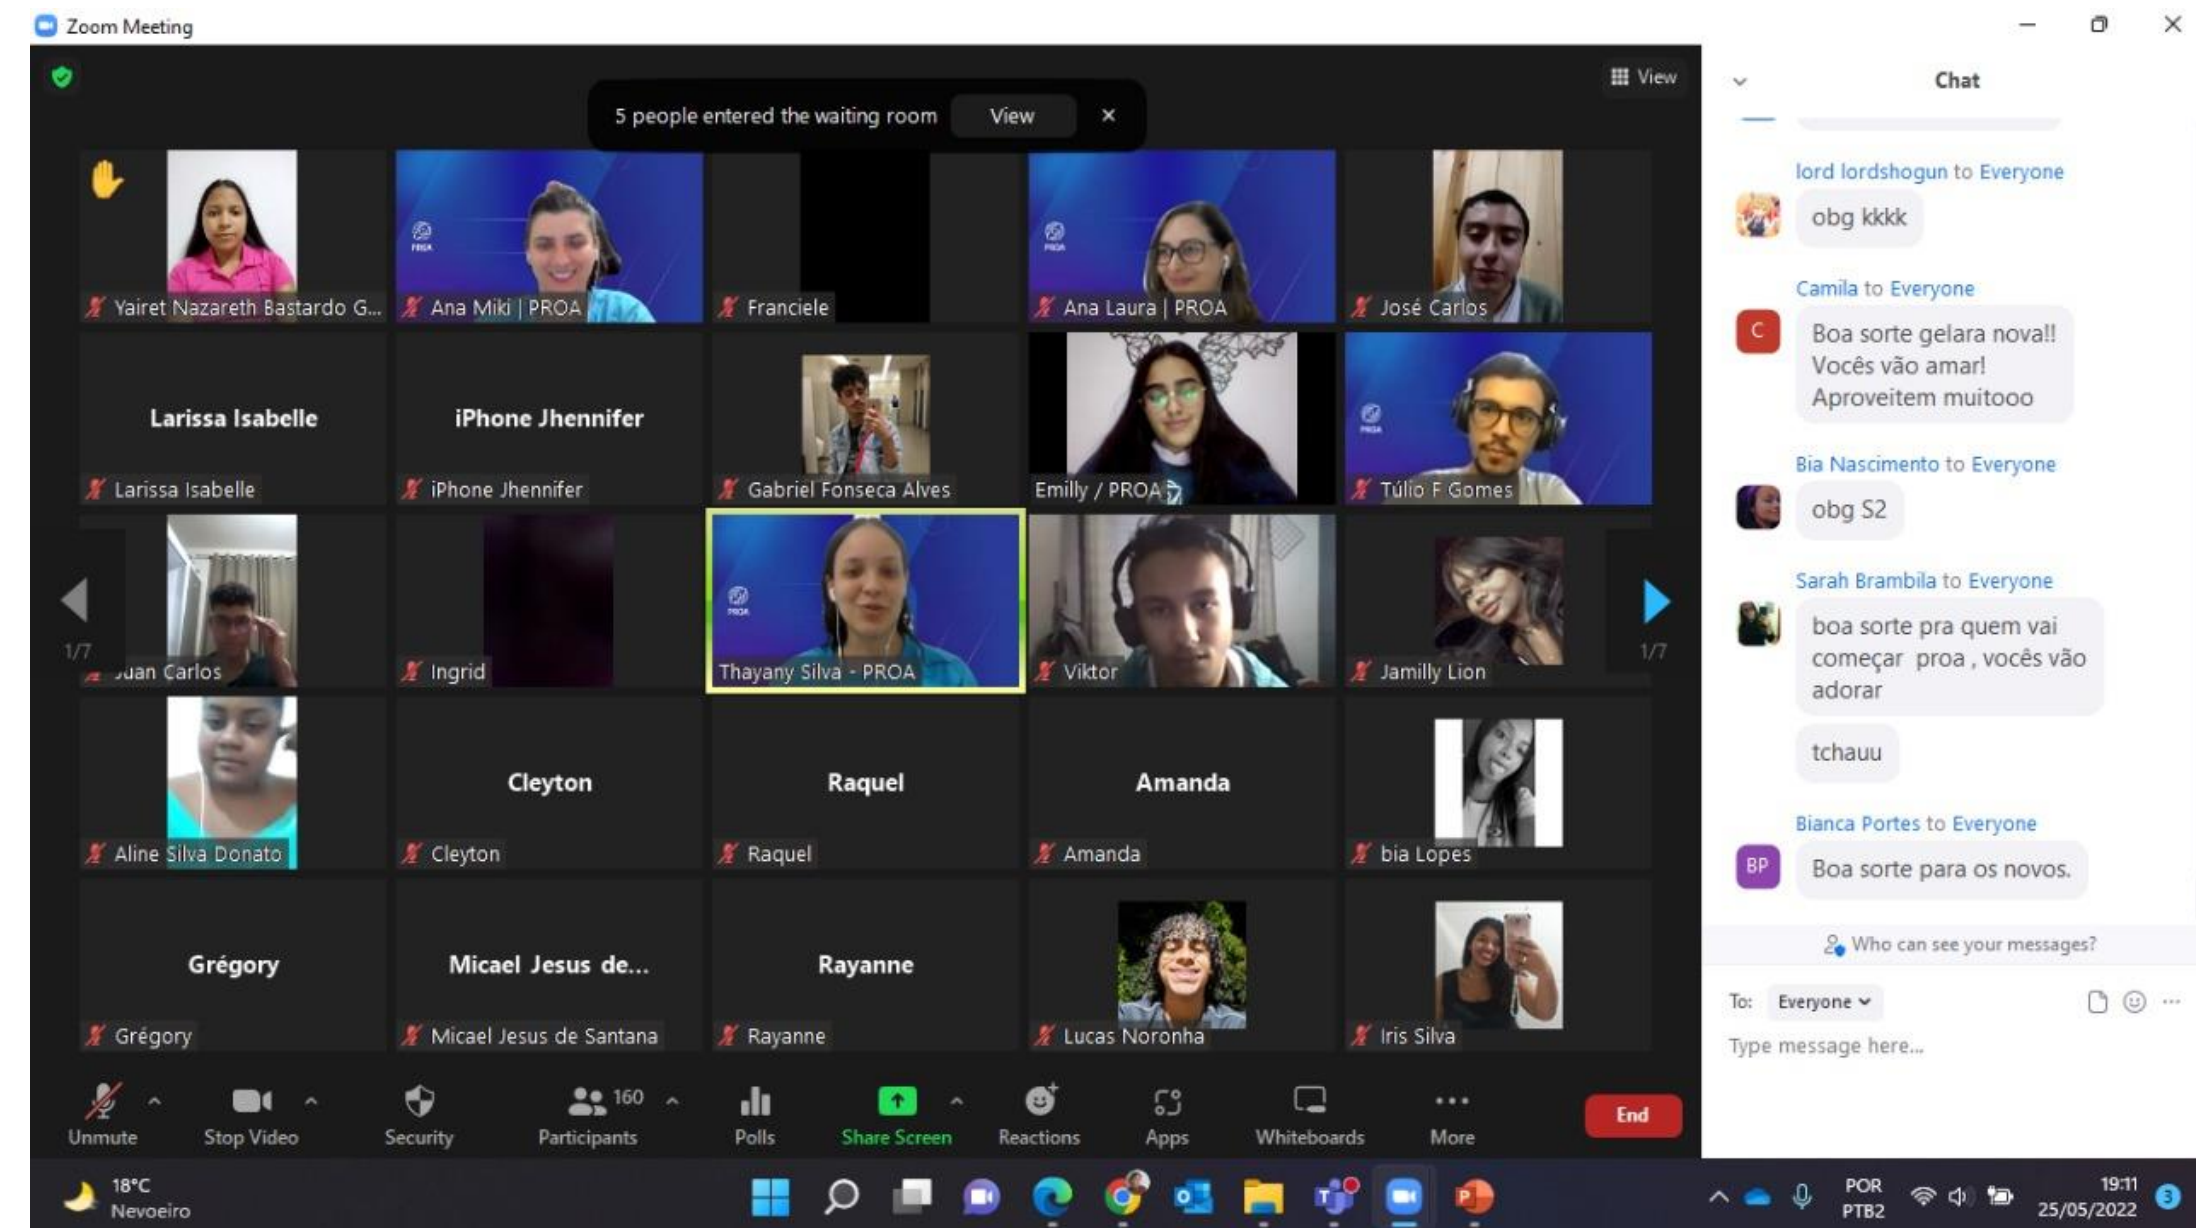 Zoom Meeting
View
5 people entered the waiting room View
Yairet Nazareth Bastardo G...
PROA
Ana Miki | PROA
Franciele
PROA
Ana Laura | PROA
José Carlos
Larissa Isabelle
Larissa Isabelle
iPhone Jhennifer
iPhone Jhennifer
Gabriel Fonseca Alves
Emilly / PROA
PROA
Túlio F Gomes
1/7
Juan Carlos
Ingrid
PROA
Thayany Silva - PROA
Viktor
Jamilly Lion
1/7
Aline Silva Donato
Cleyton
Cleyton
Raquel
Raquel
Amanda
Amanda
bia Lopes
Grégory
Grégory
Micael Jesus de...
Micael Jesus de Santana
Rayanne
Rayanne
Lucas Noronha
Iris Silva
Unmute
Stop Video
Security
160
Participants
Polls
Share Screen
Reactions
Apps
Whiteboards
More
End
Chat
lord lordshogun to Everyone
obg kkkk
Camila to Everyone
C
Boa sorte gelara nova!!
Vocês vão amar!
Aproveitem muitooo
Bia Nascimento to Everyone
obg S2
Sarah Brambila to Everyone
boa sorte pra quem vai
começar proa , vocês vão
adorar
tchauu
Bianca Portes to Everyone
BP
Boa sorte para os novos.
Who can see your messages?
To: Everyone
Type message here...
18°C
Nevoeiro
POR
PTB2
19:11
25/05/2022
3